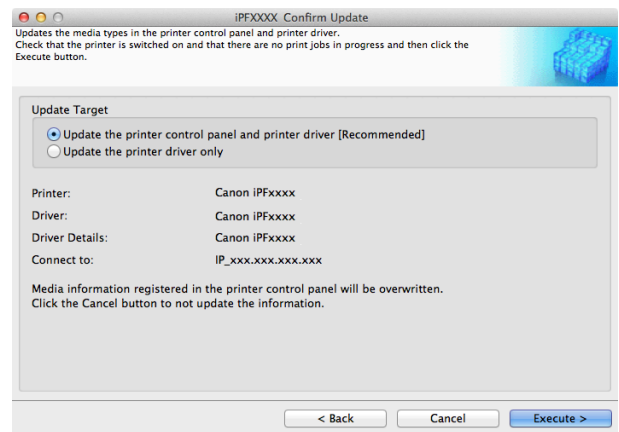 iPFXXXX Confirm Update
Updates the media types in the printer control panel and printer driver.
Check that the printer is switched on and that there are no print jobs in progress and then click the
Execute button.
Update Target
Update the printer control panel and printer driver [Recommended]
Update the printer driver only
Printer: Canon iPFxxxx
Driver: Canon iPFxxxx
Driver Details: Canon iPFxxxx
Connect to: IP_xxx.xxx.xxx.xxx
Media information registered in the printer control panel will be overwritten.
Click the Cancel button to not update the information.
< Back Cancel Execute >